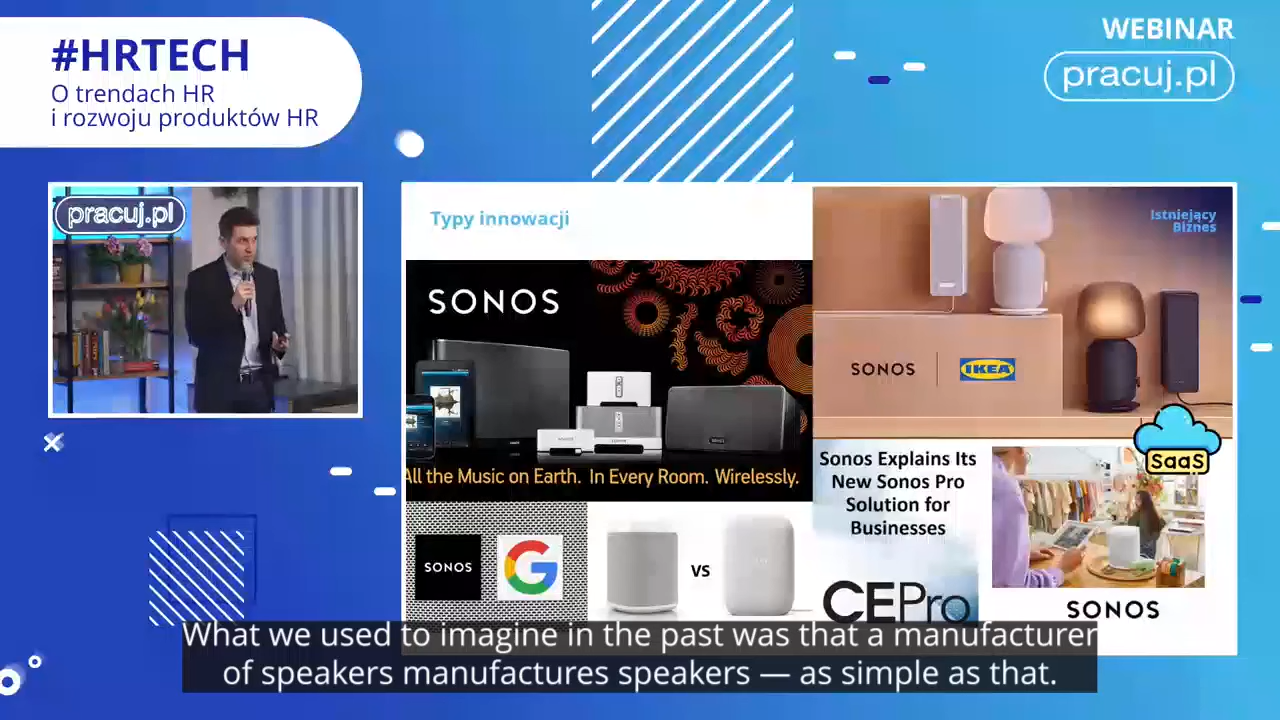 #HRTECH
O trendach HR
i rozwoju produktów HR
WEBINAR
pracuj.pl
pracuj.pl
Typy innowacji
Istniejący
Biznes
SONOS
All the Music on Earth. In Every Room. Wirelessly.
SONOS
IKEA
SaaS
Sonos Explains Its
New Sonos Pro
Solution for
Businesses
CEPro
SONOS
SONOS
G
VS
What we used to imagine in the past was that a manufacturer
of speakers manufactures speakers — as simple as that.